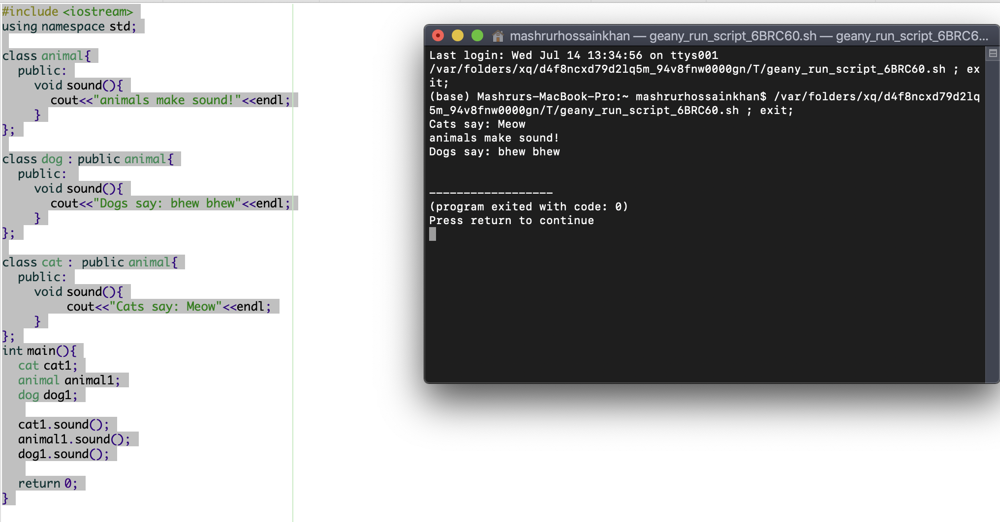 #include <iostream>
using namespace std;

class animal{
  public:
    void sound(){
      cout<<"animals make sound!"<<endl;
    }
};

class dog : public animal{
  public:
    void sound(){
      cout<<"Dogs say: bhew bhew"<<endl;
    }
};

class cat :  public animal{
  public:
    void sound(){
        cout<<"Cats say: Meow"<<endl;
    }
};
int main(){
  cat cat1;
  animal animal1;
  dog dog1;

  cat1.sound();
  animal1.sound();
  dog1.sound();

  return 0;
}
mashrurhossainkhan — geany_run_script_6BRC60.sh — geany_run_script_6BRC6...
Last login: Wed Jul 14 13:34:56 on ttys001
/var/folders/xq/d4f8ncxd79d2lq5m_94v8fnw0000gn/T/geany_run_script_6BRC60.sh ; ex
it;
(base) Mashrurs-MacBook-Pro:~ mashrurhossainkhan$ /var/folders/xq/d4f8ncxd79d2lq
5m_94v8fnw0000gn/T/geany_run_script_6BRC60.sh ; exit;
Cats say: Meow
animals make sound!
Dogs say: bhew bhew


------------------
(program exited with code: 0)
Press return to continue